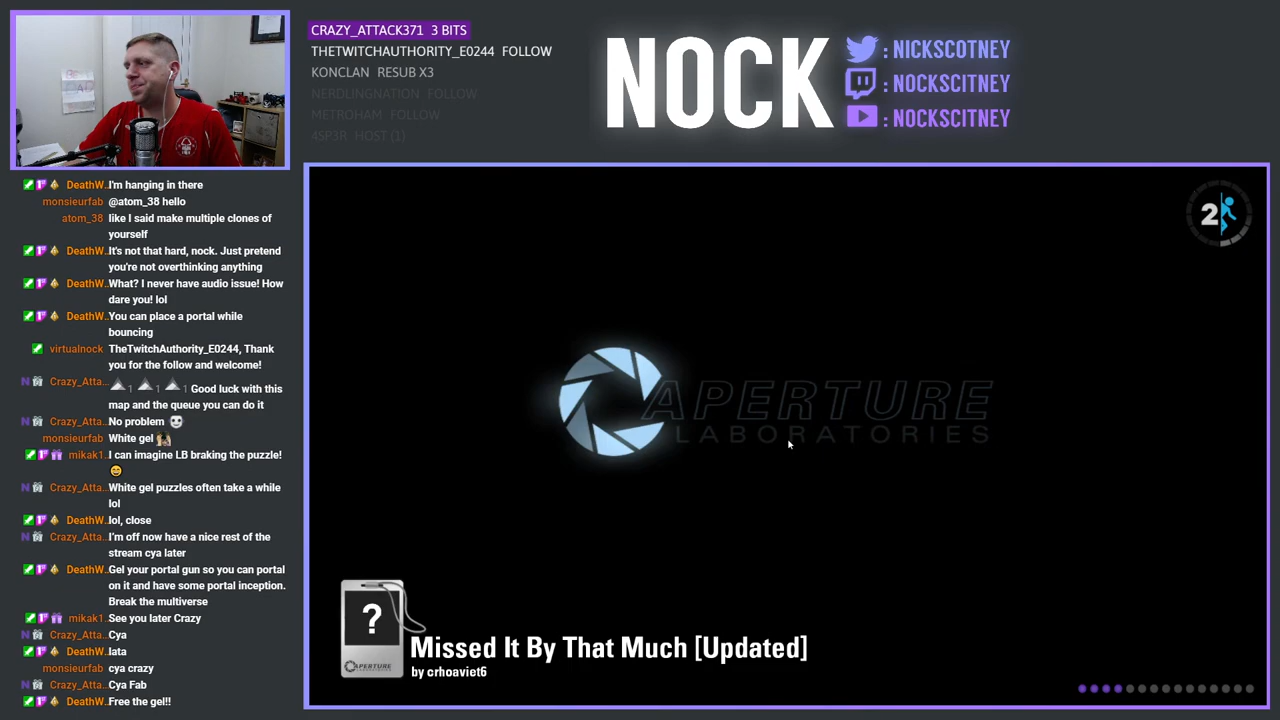 CRAZY_ATTACK371 3 BITS
THETWITCHAUTHORITY_E0244 FOLLOW
KONCLAN RESUB X3
NERDLINGNATION FOLLOW
METROHAM FOLLOW
4SP3R HOST (1)
NOCK
: NICKSCOTNEY
: NOCKSCITNEY
: NOCKSCITNEY
DeathW.. I'm hanging in there
monsieurfab @atom_38 hello
atom_38 like I said make multiple clones of
yourself
DeathW.. It's not that hard, nock. Just pretend
you're not overthinking anything
DeathW.. What? I never have audio issue! How
dare you! lol
DeathW.. You can place a portal while
bouncing
virtualnock TheTwitchAuthority_E0244, Thank
you for the follow and welcome!
Crazy_Atta... 1 1 1 Good luck with this
map and the queue you can do it
Crazy_Atta... No problem
monsieurfab White gel
mikak1.. I can imagine LB braking the puzzle!
Crazy_Atta... White gel puzzles often take a while
lol
DeathW.. lol, close
Crazy_Atta... I'm off now have a nice rest of the
stream cya later
DeathW.. Gel your portal gun so you can portal
on it and have some portal inception.
Break the multiverse
mikak1.. See you later Crazy
Crazy_Atta... Cya
DeathW.. lata
monsieurfab cya crazy
Crazy_Atta... Cya Fab
DeathW.. Free the gel!!
2
APERTURE
LABORATORIES
?
APERTURE
Missed It By That Much [Updated]
by crhoaviet6